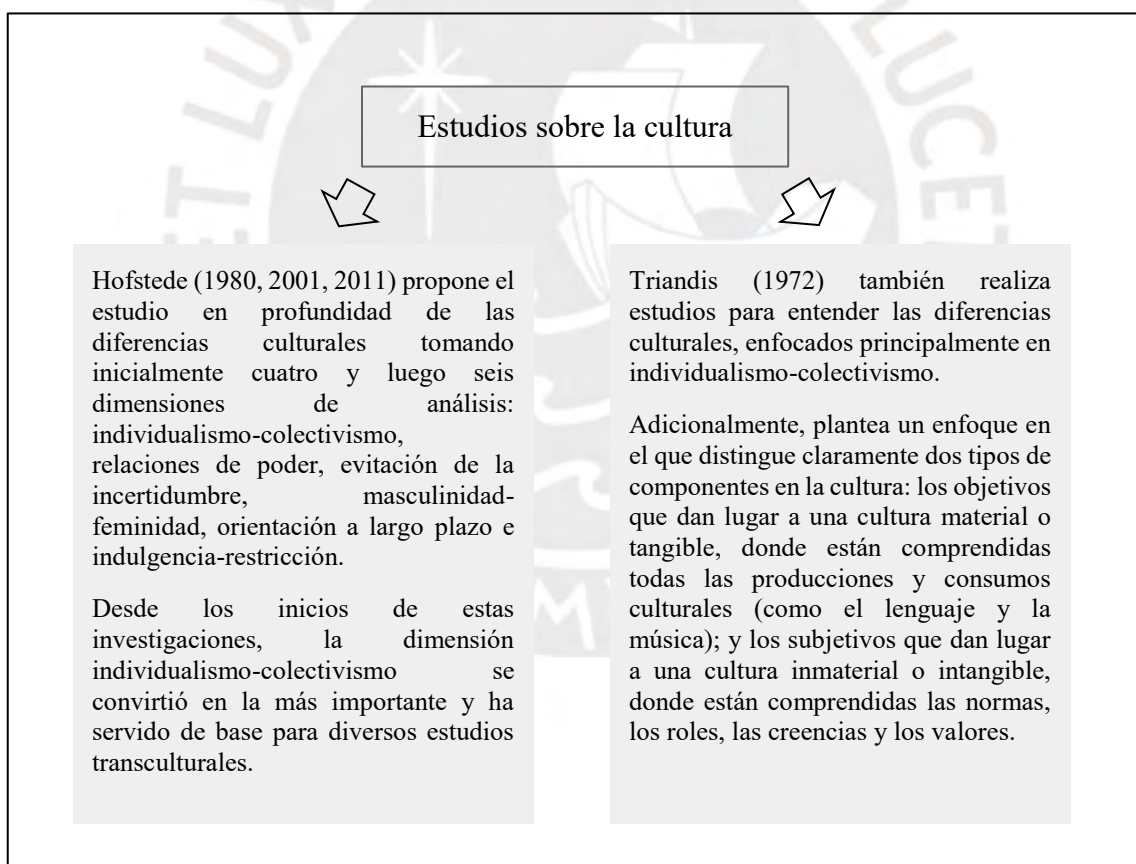 ET LUX IN LUCET
Estudios sobre la cultura
Hofstede (1980, 2001, 2011) propone el
estudio en profundidad de las
diferencias culturales tomando
inicialmente cuatro y luego seis
dimensiones de análisis:
individualismo-colectivismo,
relaciones de poder, evitación de la
incertidumbre, masculinidad-
feminidad, orientación a largo plazo e
indulgencia-restricción.
Desde los inicios de estas
investigaciones, la dimensión
individualismo-colectivismo se
convirtió en la más importante y ha
servido de base para diversos estudios
transculturales.
Triandis (1972) también realiza
estudios para entender las diferencias
culturales, enfocados principalmente en
individualismo-colectivismo.
Adicionalmente, plantea un enfoque en
el que distingue claramente dos tipos de
componentes en la cultura: los objetivos
que dan lugar a una cultura material o
tangible, donde están comprendidas
todas las producciones y consumos
culturales (como el lenguaje y la
música); y los subjetivos que dan lugar
a una cultura inmaterial o intangible,
donde están comprendidas las normas,
los roles, las creencias y los valores.